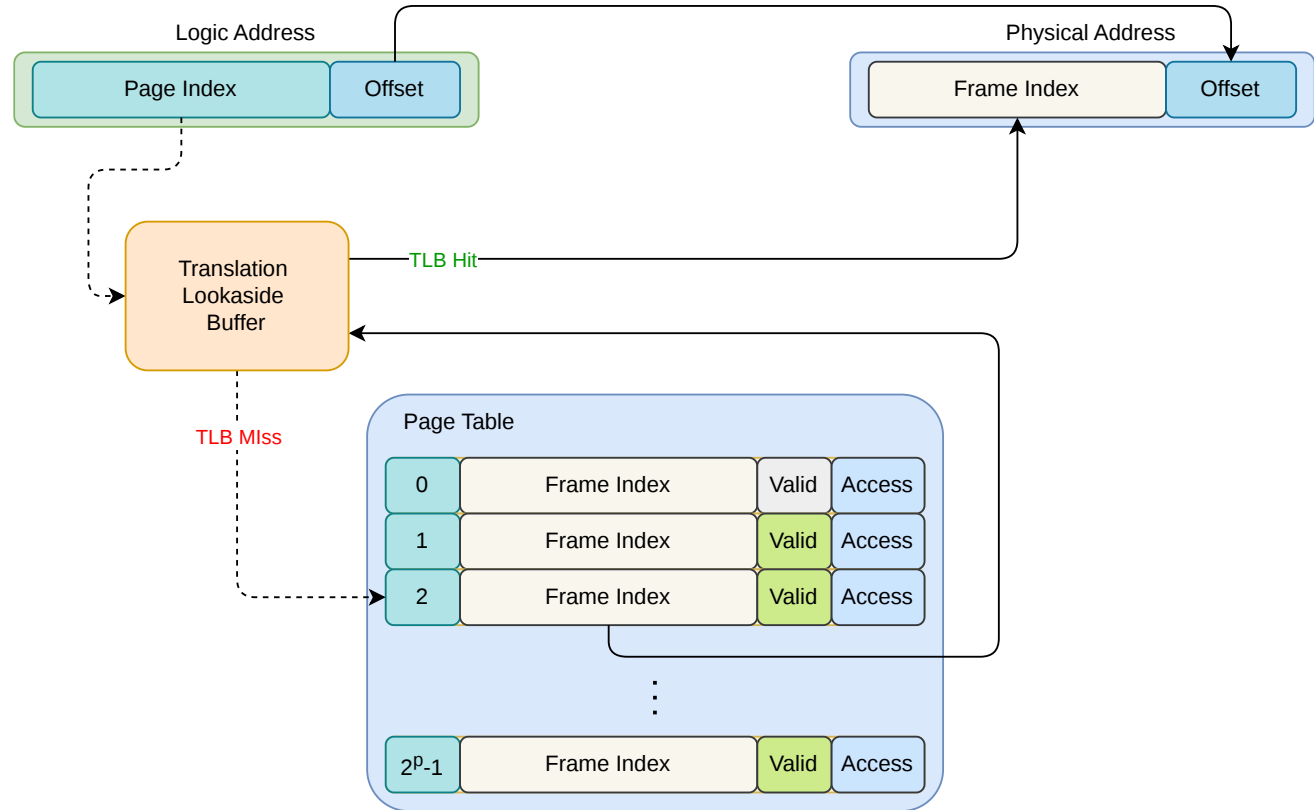 Logic Address
Physical Address
Page Index Offset
Frame Index Offset
Translation
Lookaside
Buffer
TLB Hit
TLB MIss
Page Table
0 Frame Index Valid Access
1 Frame Index Valid Access
2 Frame Index Valid Access
⋮
2ᵖ-1 Frame Index Valid Access